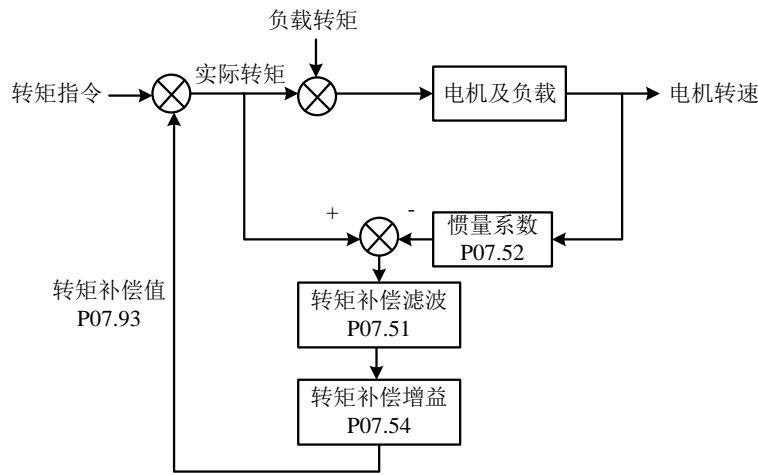 负载转矩
转矩指令
实际转矩
电机及负载
电机转速
+
-
惯量系数
P07.52
转矩补偿值
P07.93
转矩补偿滤波
P07.51
转矩补偿增益
P07.54